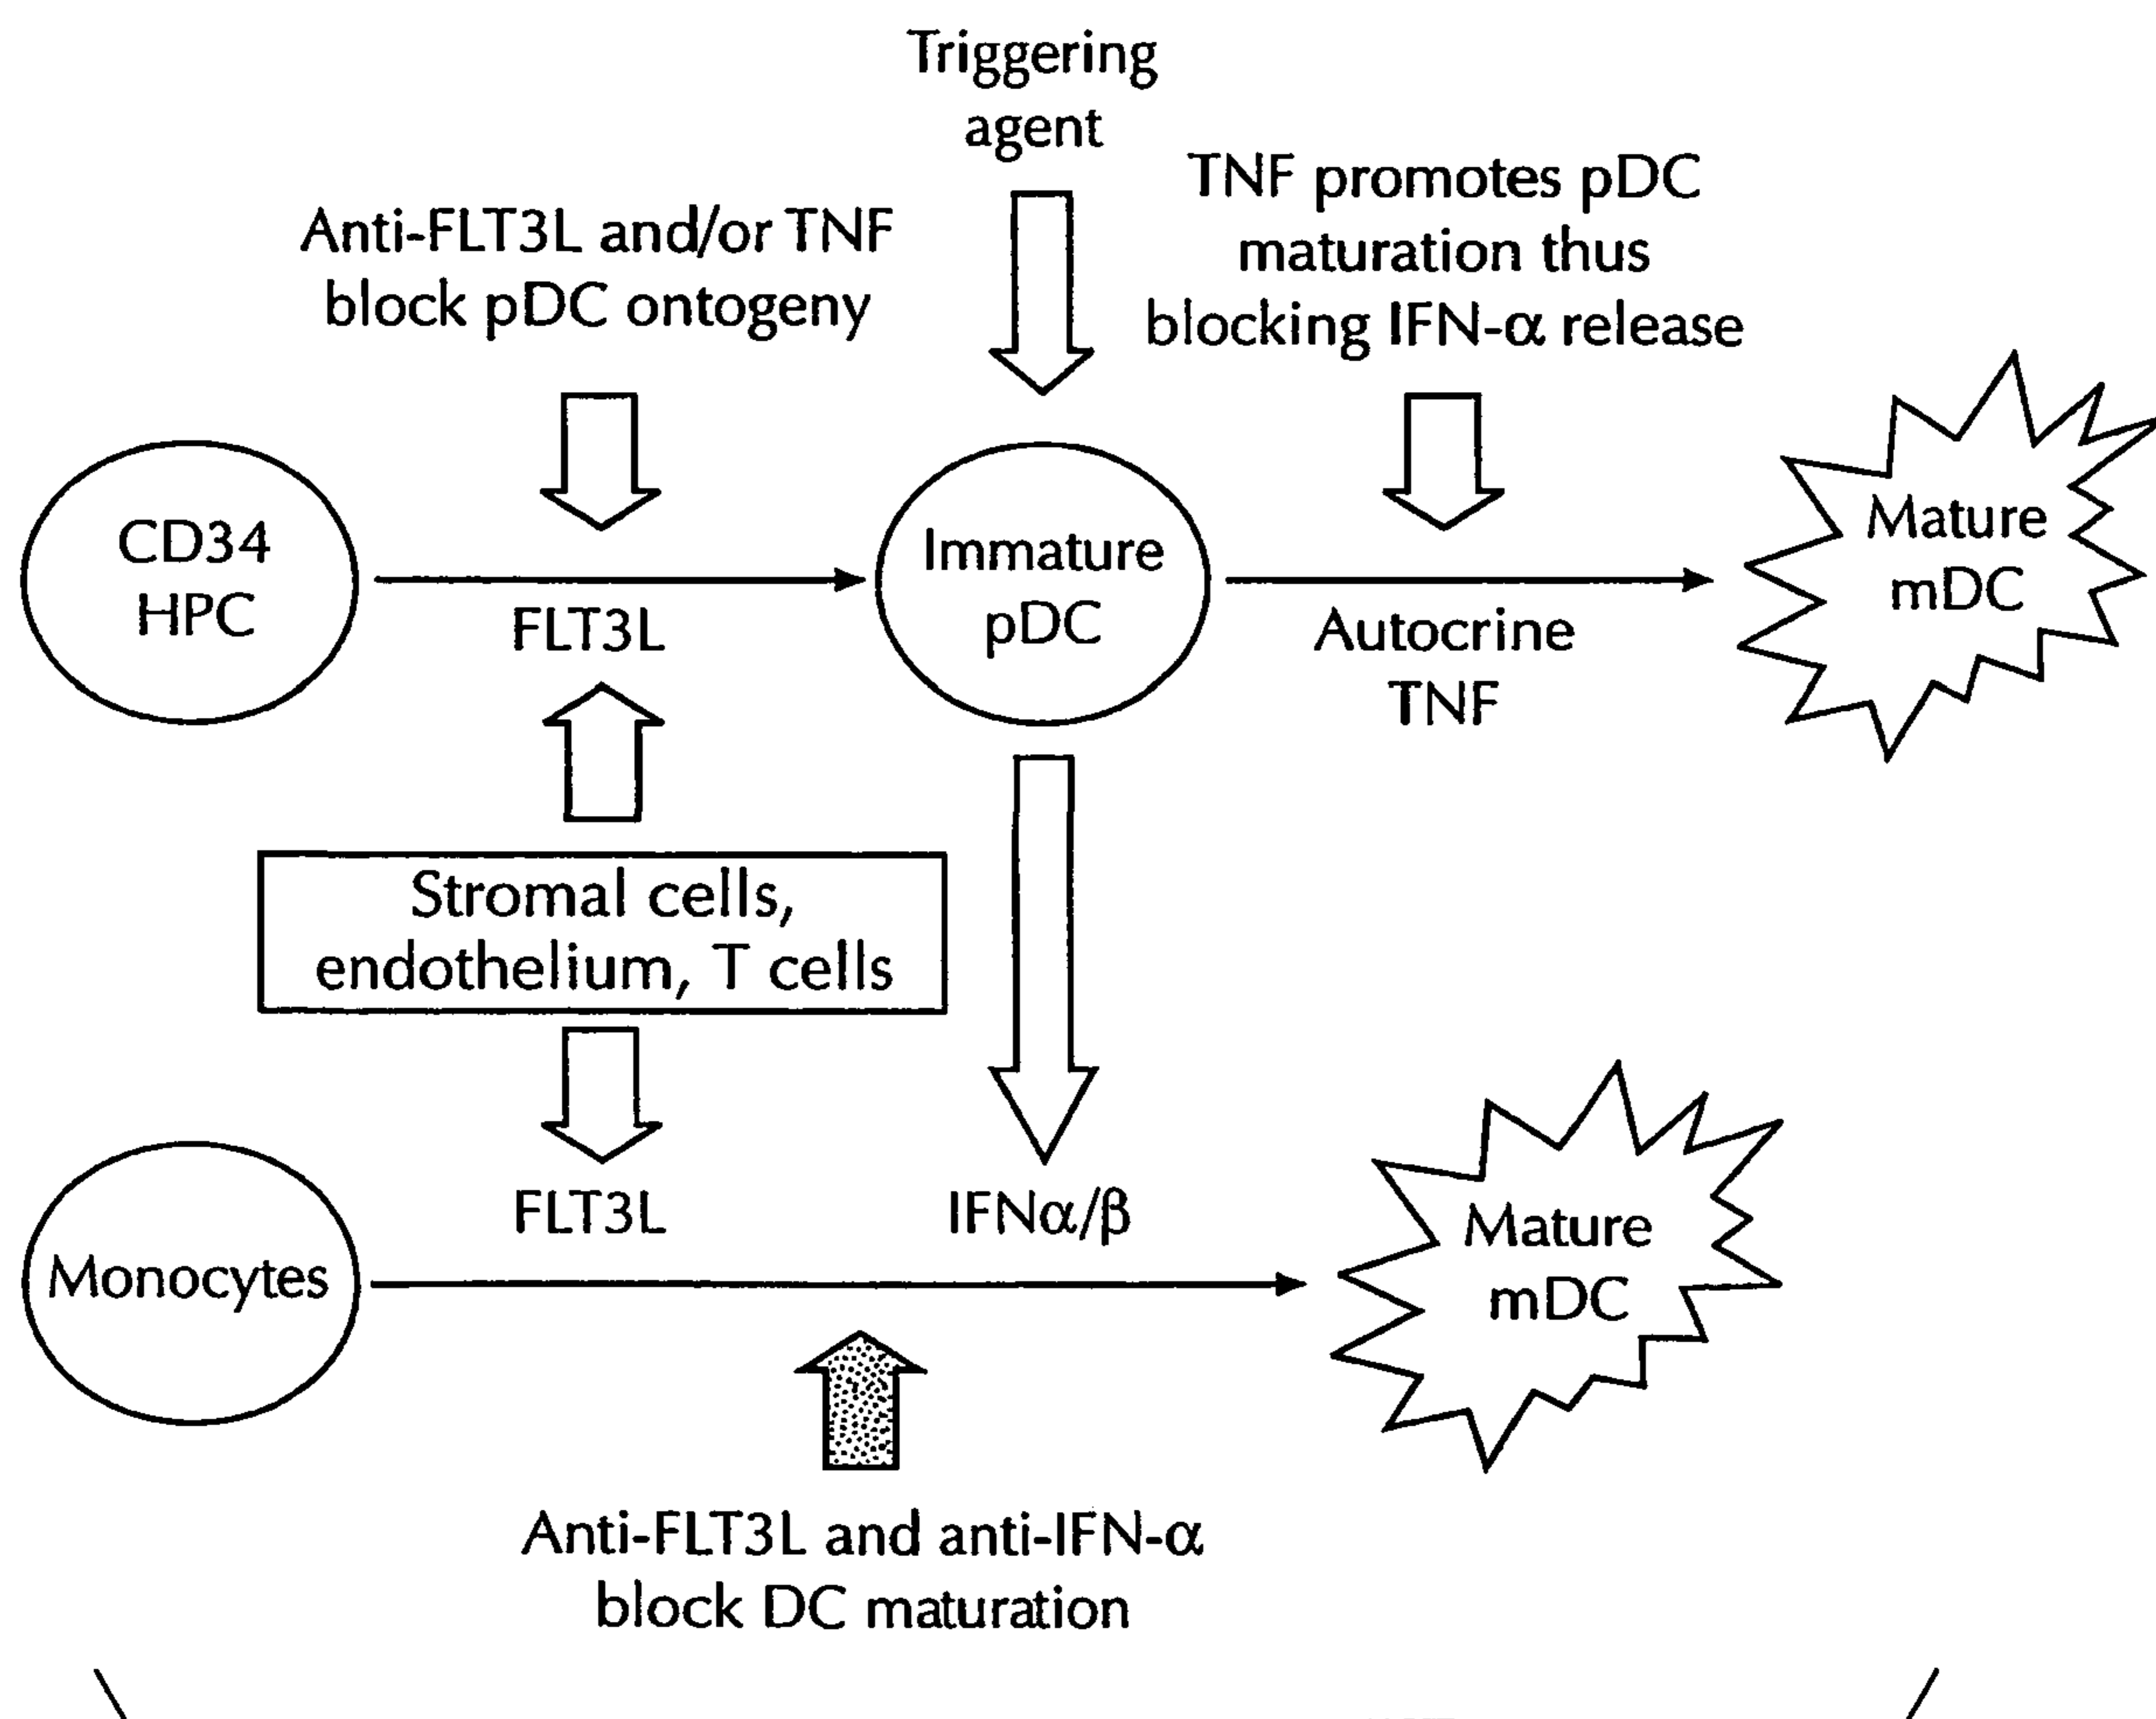 Triggering
agent
Anti-FLT3L and/or TNF
block pDC ontogeny
TNF promotes pDC
maturation thus
blocking IFN-α release
CD34
HPC
FLT3L
Immature
pDC
Autocrine
TNF
Mature
mDC
Stromal cells,
endothelium, T cells
Monocytes
FLT3L
IFNα/β
Mature
mDC
Anti-FLT3L and anti-IFN-α
block DC maturation